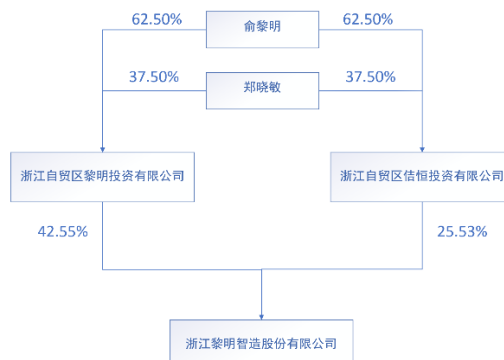 62.50%
俞黎明
62.50%
37.50%
郑晓敏
37.50%
浙江自贸区黎明投资有限公司
浙江自贸区佶恒投资有限公司
42.55%
25.53%
浙江黎明智造股份有限公司